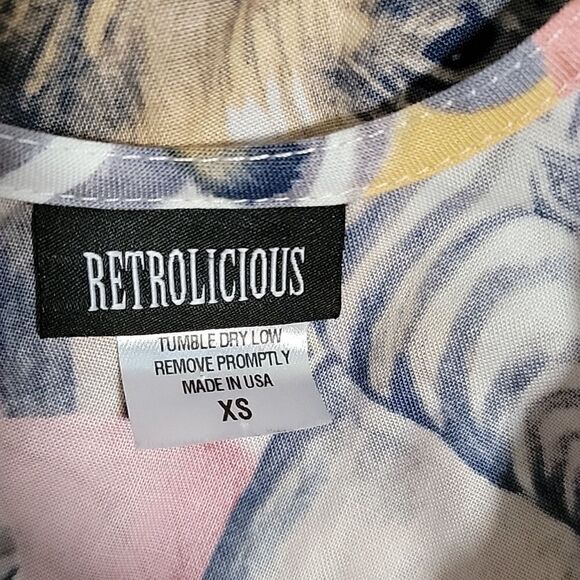 RETROLICIOUS
TUMBLE DRY LOW
REMOVE PROMPTLY
MADE IN USA
XS